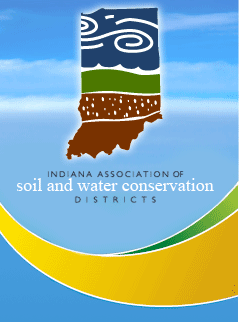 INDIANA ASSOCIATION OF
soil and water conservation
DISTRICTS